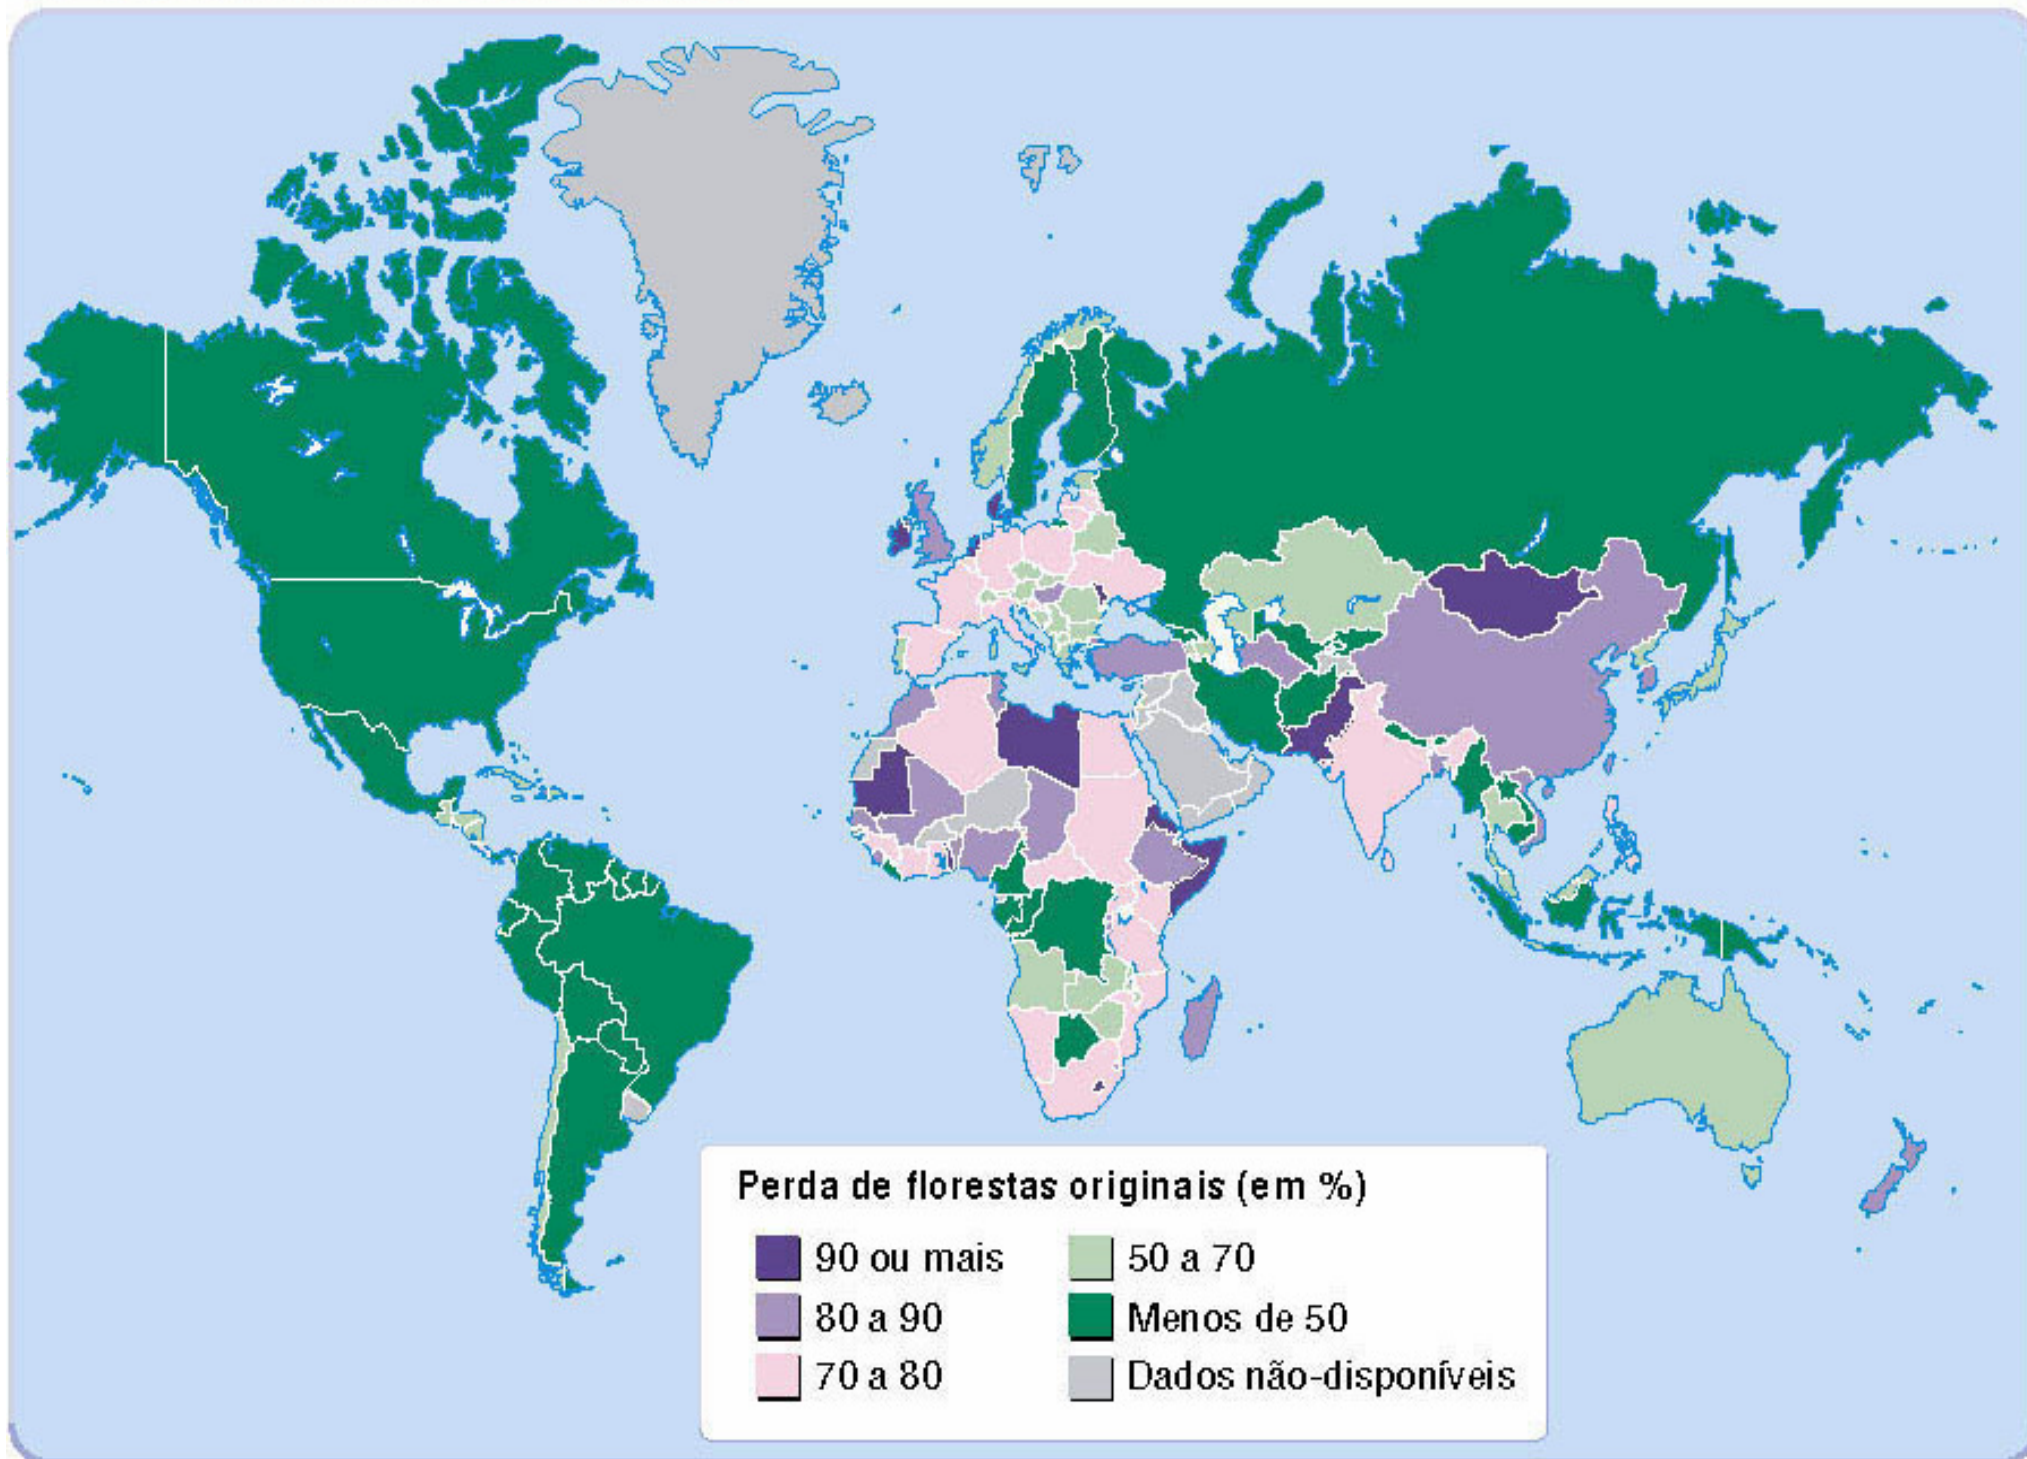 Perda de florestas originais (em %)
90 ou mais
80 a 90
70 a 80
50 a 70
Menos de 50
Dados não-disponíveis